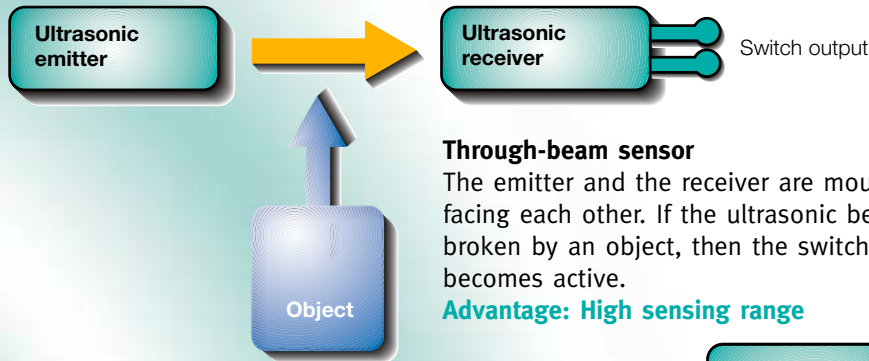 Ultrasonic
emitter
Ultrasonic
receiver
Switch output
Through-beam sensor
The emitter and the receiver are
facing each other. If the ultrasonic
broken by an object, then the switch
becomes active.
Advantage: High sensing range
Object